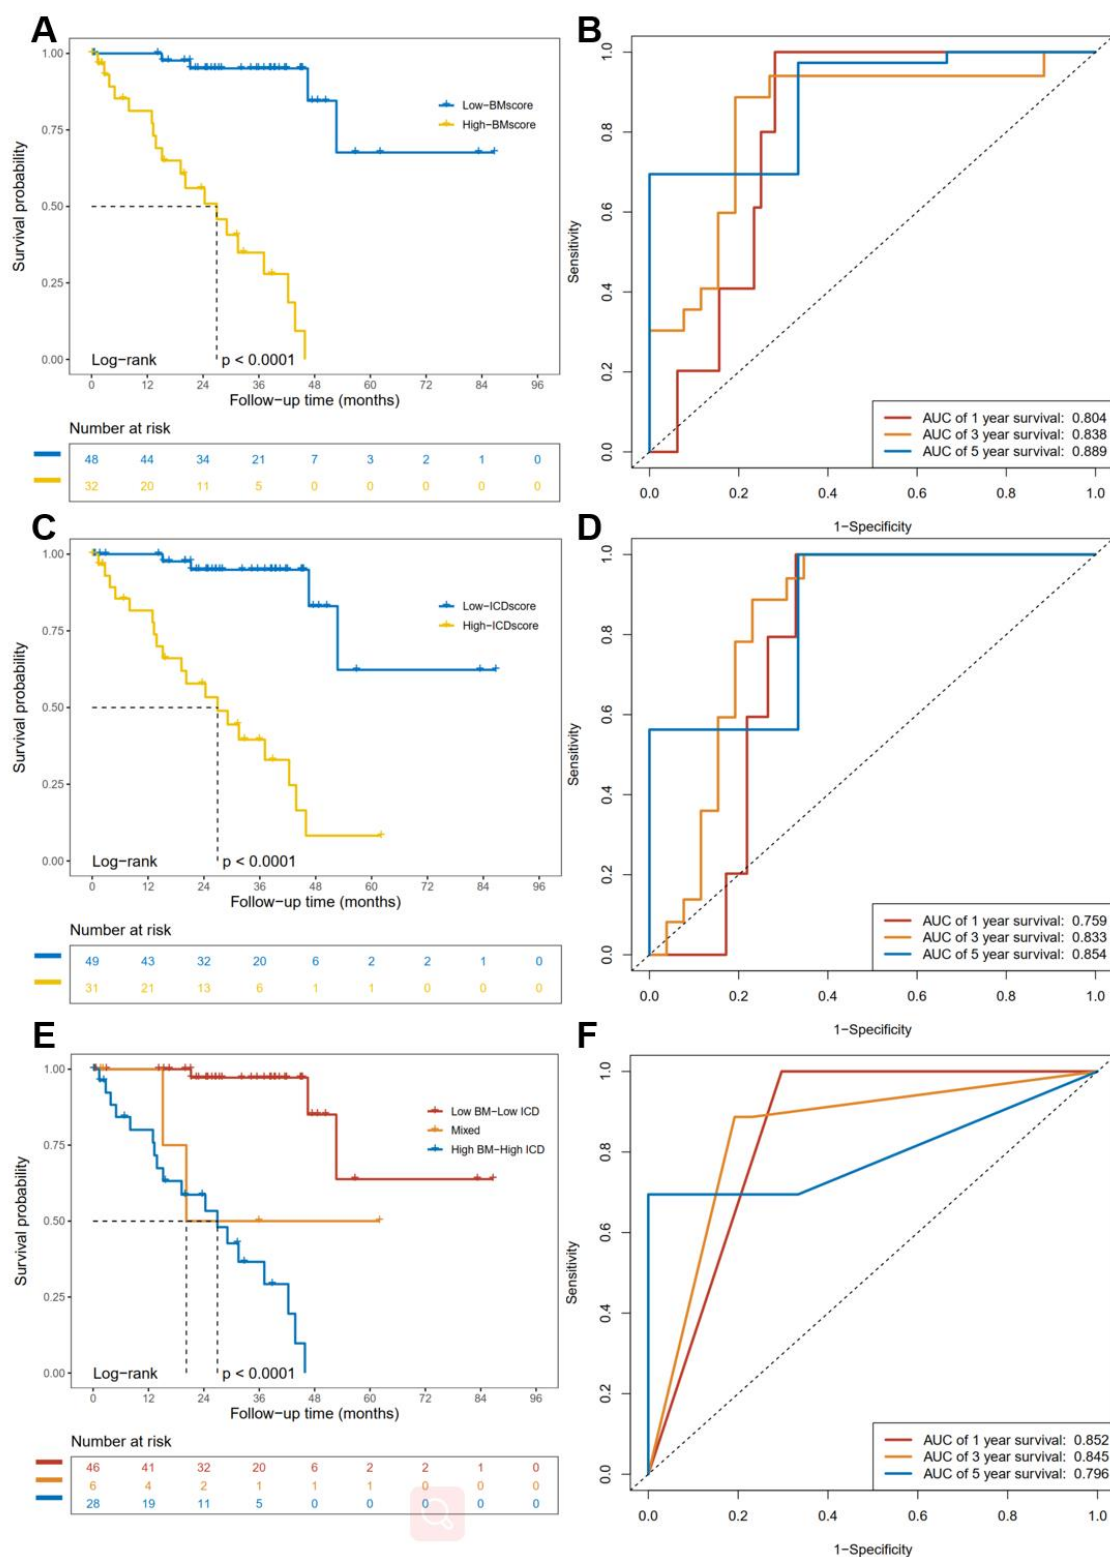 A
1.00
0.75
0.50
0.25
0.00
Survival probability
Low-BMscore
High-BMscore
Log-rank
p < 0.0001
0 12 24 36 48 60 72 84 96
Follow-up time (months)
Number at risk
48 44 34 21 7 3 2 1 0
32 20 11 5 0 0 0 0 0
B
1.0
0.8
0.6
0.4
0.2
0.0
Sensitivity
AUC of 1 year survival: 0.804
AUC of 3 year survival: 0.838
AUC of 5 year survival: 0.889
0.0 0.2 0.4 0.6 0.8 1.0
1-Specificity
C
1.00
0.75
0.50
0.25
0.00
Survival probability
Low-ICDscore
High-ICDscore
Log-rank
p < 0.0001
0 12 24 36 48 60 72 84 96
Follow-up time (months)
Number at risk
49 43 32 20 6 2 2 1 0
31 21 13 6 1 1 0 0 0
D
1.0
0.8
0.6
0.4
0.2
0.0
Sensitivity
AUC of 1 year survival: 0.759
AUC of 3 year survival: 0.833
AUC of 5 year survival: 0.854
0.0 0.2 0.4 0.6 0.8 1.0
1-Specificity
E
1.00
0.75
0.50
0.25
0.00
Survival probability
Low BM-Low ICD
Mixed
High BM-High ICD
Log-rank
p < 0.0001
0 12 24 36 48 60 72 84 96
Follow-up time (months)
Number at risk
46 41 32 20 6 2 2 1 0
6 4 2 1 1 1 0 0 0
28 19 11 5 0 0 0 0 0
F
1.0
0.8
0.6
0.4
0.2
0.0
Sensitivity
AUC of 1 year survival: 0.852
AUC of 3 year survival: 0.845
AUC of 5 year survival: 0.796
0.0 0.2 0.4 0.6 0.8 1.0
1-Specificity